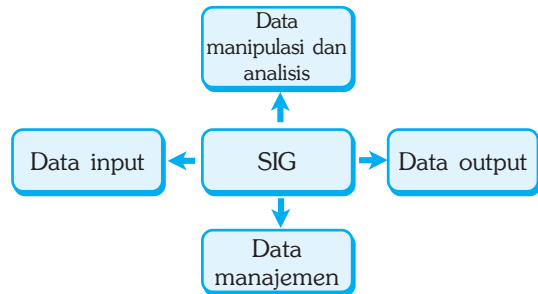 Data
manipulasi dan
analisis
Data input
SIG
Data output
Data
manajemen